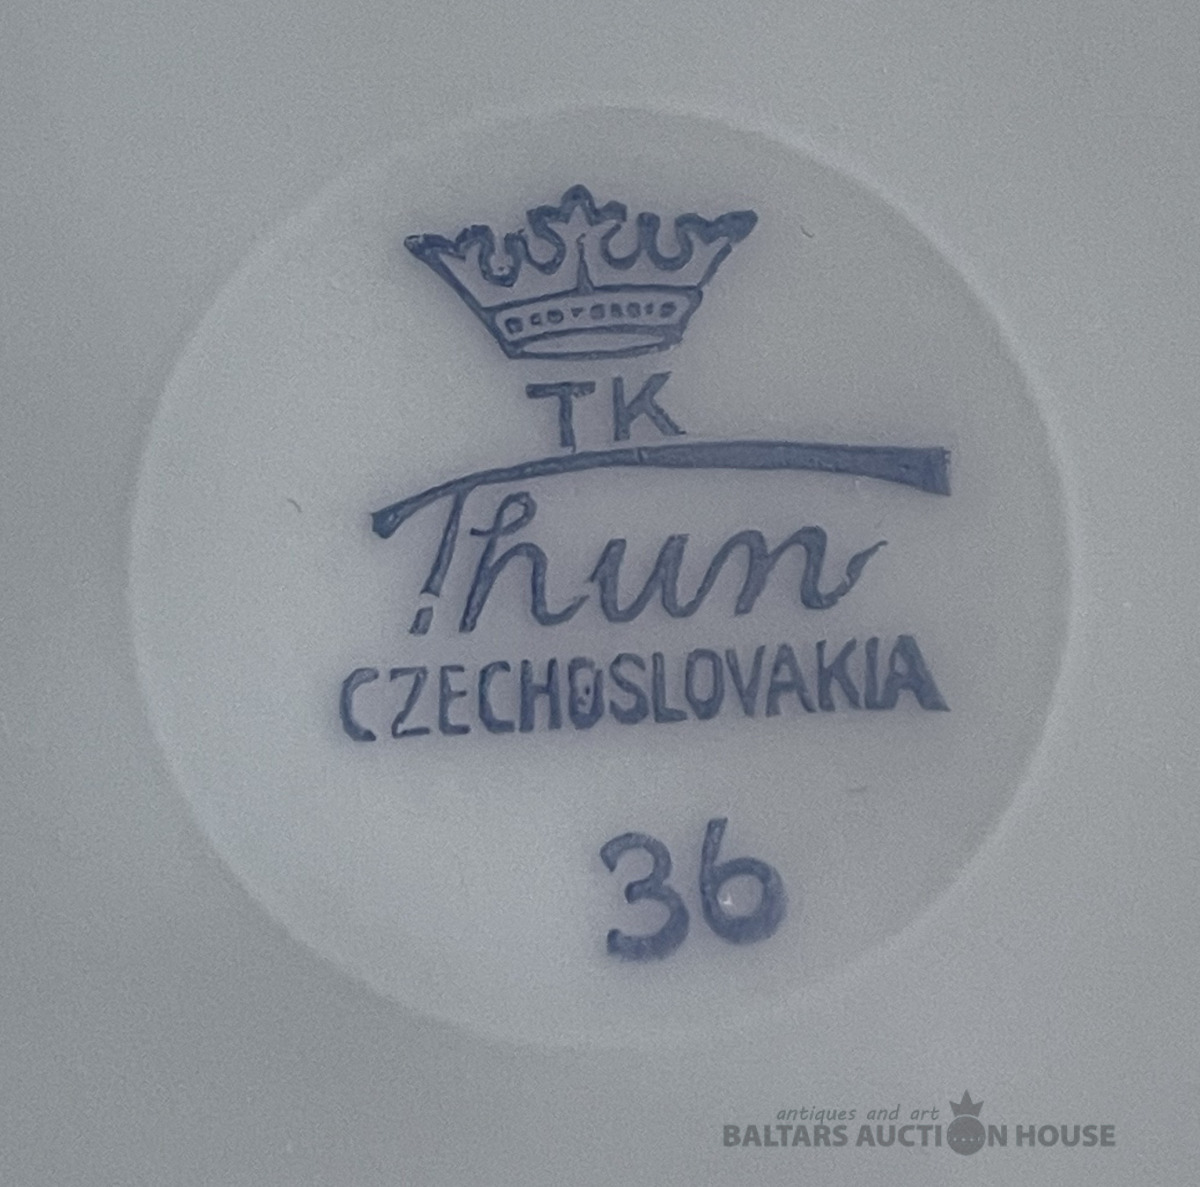 TK
Thun
CZECHOSLOVAKIA
36
antiques and art
BALTARS AUCTION HOUSE